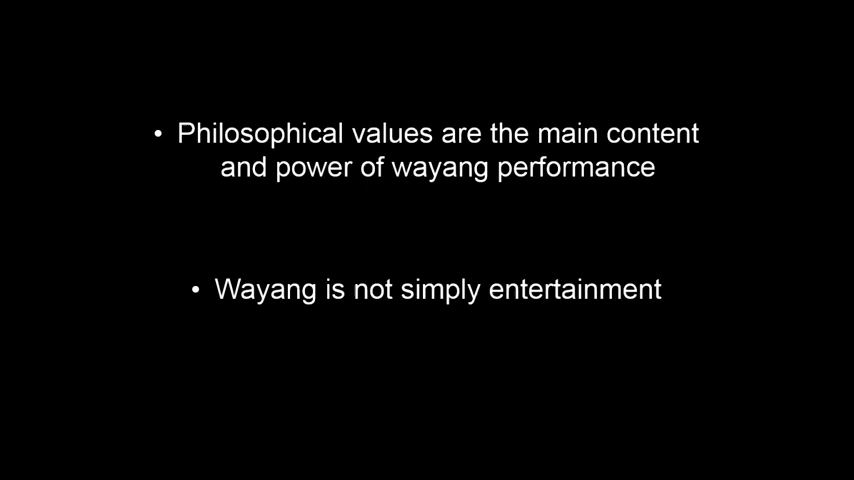 • Philosophical values are the main content
and power of wayang performance
• Wayang is not simply entertainment